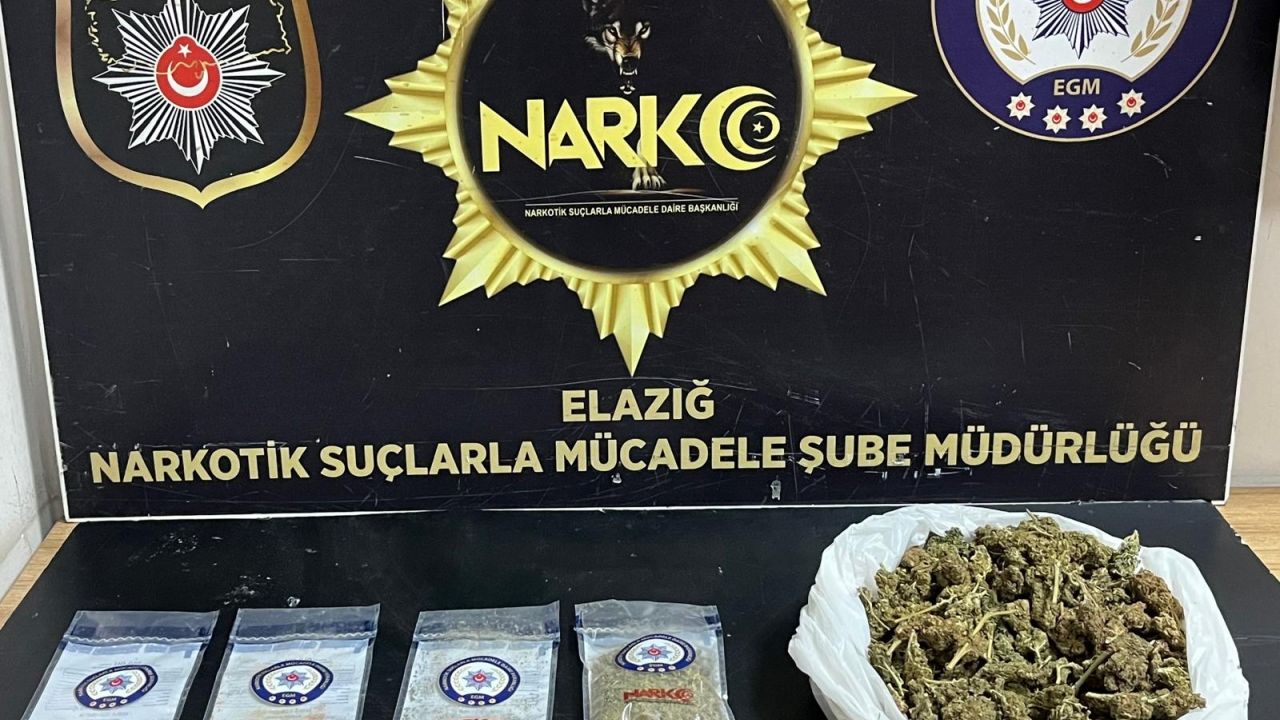 EGM
NARKO
NARKOTİK SUÇLARLA MÜCADELE DAİRE BAŞKANLIĞI
ELAZIĞ
NARKOTİK SUÇLARLA MÜCADELE ŞUBE MÜDÜRLÜĞÜ
EGM
EGM
EGM
NARKO